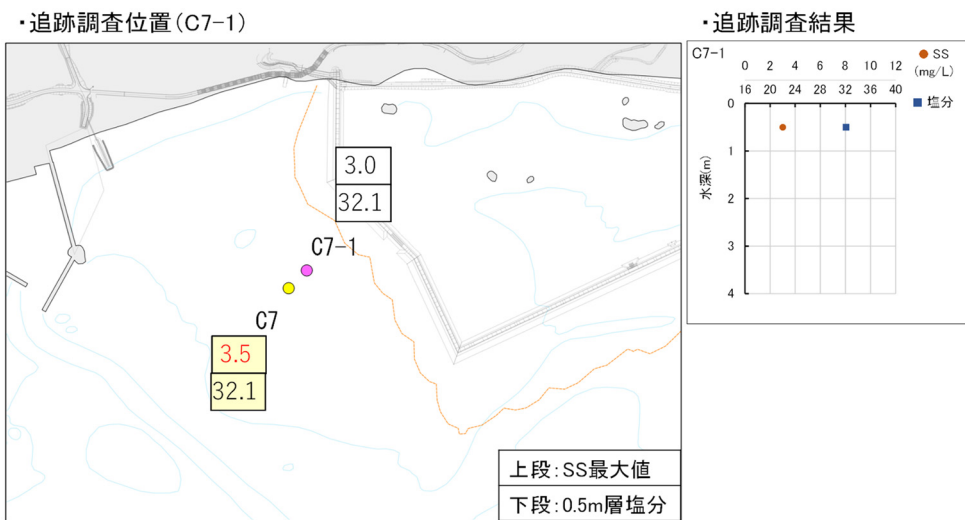 ・追跡調査位置(C7-1)
3.0
32.1
C7-1
C7
3.5
32.1
上段:SS最大値
下段:0.5m層塩分
・追跡調査結果
C7-1
0 2 4 6 8 10 12
SS
(mg/L)
16 20 24 28 32 36 40
塩分
0
1
2
3
4
水深(m)